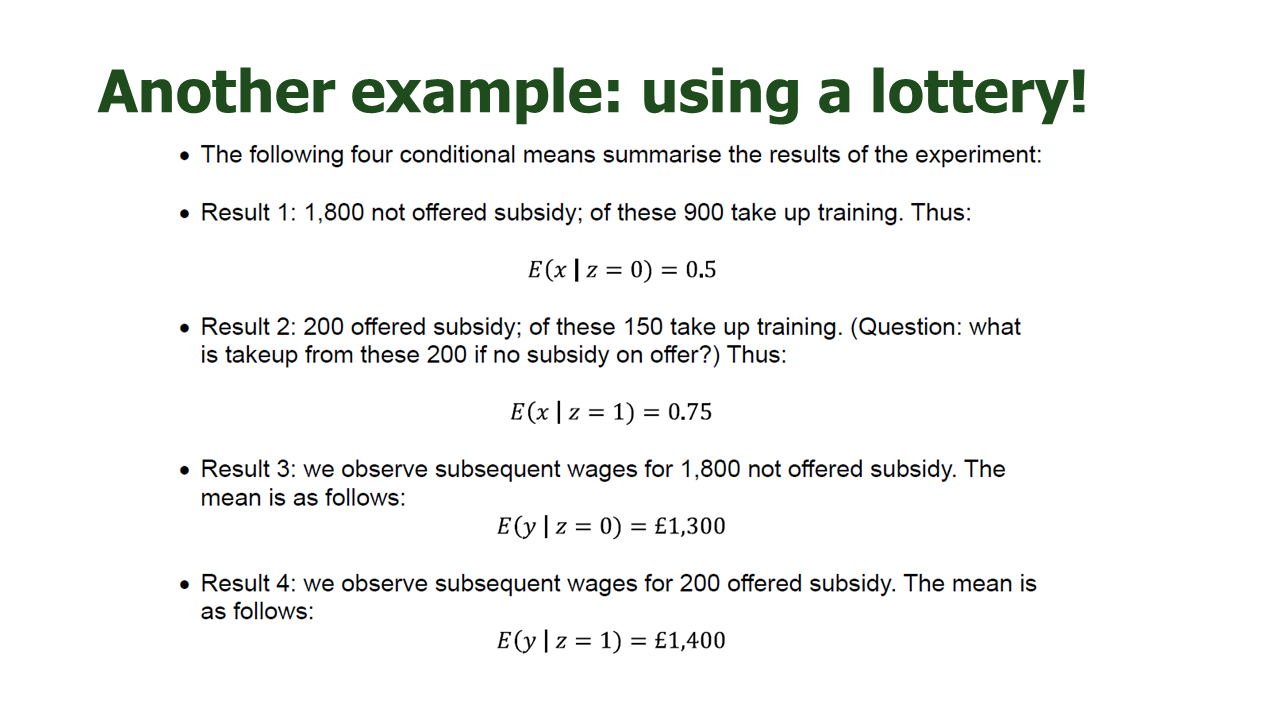 Another example: using a lottery!
• The following four conditional means summarise the results of the experiment:
• Result 1: 1,800 not offered subsidy; of these 900 take up training. Thus:
E(x | z = 0) = 0.5
• Result 2: 200 offered subsidy; of these 150 take up training. (Question: what
is takeup from these 200 if no subsidy on offer?) Thus:
E(x | z = 1) = 0.75
• Result 3: we observe subsequent wages for 1,800 not offered subsidy. The
mean is as follows:
E(y | z = 0) = £1,300
• Result 4: we observe subsequent wages for 200 offered subsidy. The mean is
as follows:
E(y | z = 1) = £1,400